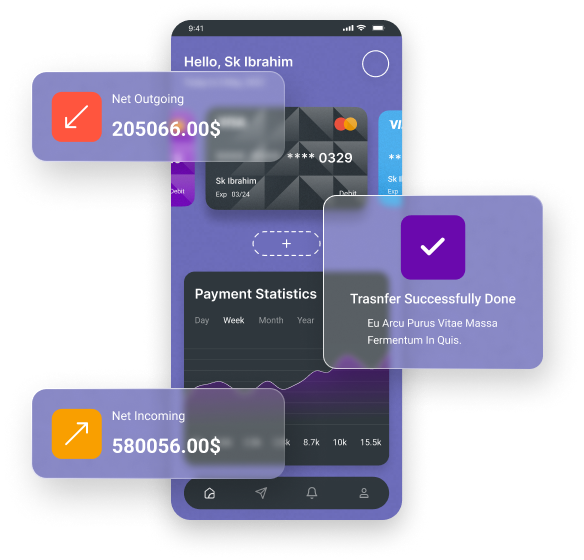 9:41
Hello, Sk Ibrahim
Net Outgoing
205066.00$
VISA
**** 0329
Sk Ibrahim
Exp 03/24
Debit
Debit
VI
**
Sk I
Exp
+
Trasnfer Successfully Done
Eu Arcu Purus Vitae Massa
Fermentum In Quis.
Payment Statistics
Day Week Month Year
Net Incoming
580056.00$
k 8.7k 10k 15.5k